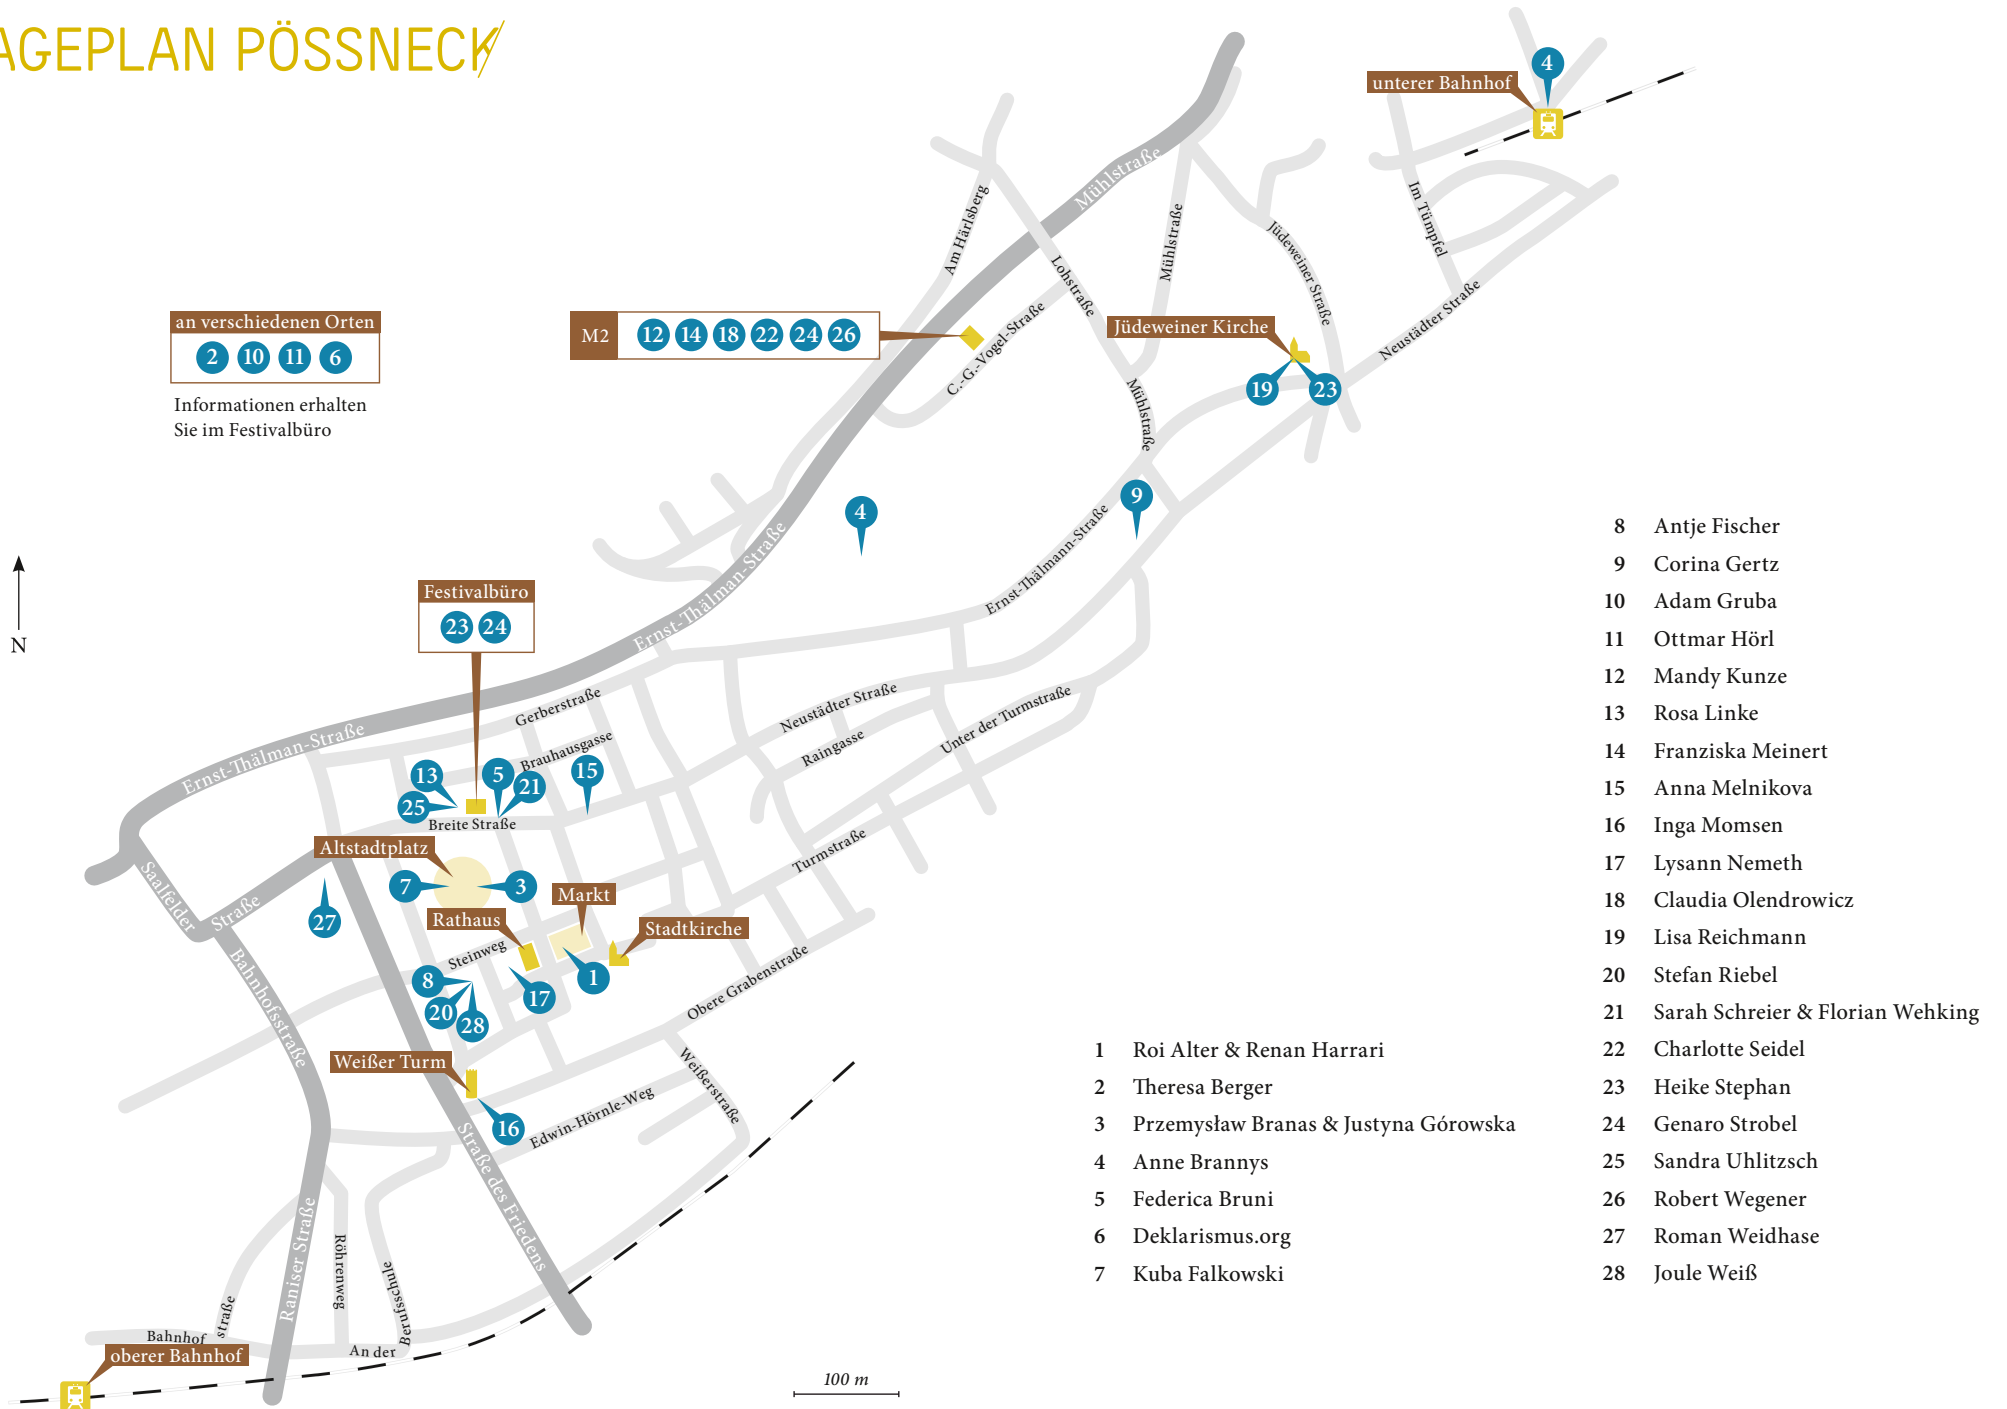 AGEPLAN PÖSSNECK
4
unterer Bahnhof
Mühlstraße
Am Härlsberg
Lohstraße
Mühlstraße
Jüdeweiner Straße
Im Tümpfel
Neustädter Straße
an verschiedenen Orten
2 10 11 6
Informationen erhalten
Sie im Festivalbüro
M2 12 14 18 22 24 26
C.-G.-Vogel-Straße
Jüdeweiner Kirche
19 23
Mühlstraße
4
9
Ernst-Thälmann-Straße
Ernst-Thälman-Straße
Ernst-Thälman-Straße
N
Festivalbüro
23 24
Gerberstraße
Brauhausgasse
Neustädter Straße
Raingasse
Unter der Turmstraße
Turmstraße
Ernst-Thälman-Straße
13
5
21
15
25
Breite Straße
Altstadtplatz
7
3
Markt
Rathaus
Stadtkirche
Saalfelder
Straße
27
Steinweg
8
20
28
17
1
Obere Grabenstraße
Bahnhofsstraße
Weißer Turm
16
Edwin-Hörnle-Weg
Weißerstraße
Straße des Friedens
Raniser Straße
Röhrenweg
An der
Berufsschule
Bahnhof
straße
oberer Bahnhof
100 m
1 Roi Alter & Renan Harrari
2 Theresa Berger
3 Przemysław Branas & Justyna Górowska
4 Anne Brannys
5 Federica Bruni
6 Deklarismus.org
7 Kuba Falkowski
8 Antje Fischer
9 Corina Gertz
10 Adam Gruba
11 Ottmar Hörl
12 Mandy Kunze
13 Rosa Linke
14 Franziska Meinert
15 Anna Melnikova
16 Inga Momsen
17 Lysann Nemeth
18 Claudia Olendrowicz
19 Lisa Reichmann
20 Stefan Riebel
21 Sarah Schreier & Florian Wehking
22 Charlotte Seidel
23 Heike Stephan
24 Genaro Strobel
25 Sandra Uhlitzsch
26 Robert Wegener
27 Roman Weidhase
28 Joule Weiß